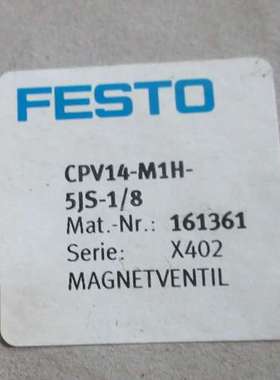 FESTO
CPV14-M1H-
5JS-1/8
Mat.-Nr.: 161361
Serie: X402
MAGNETVENTIL